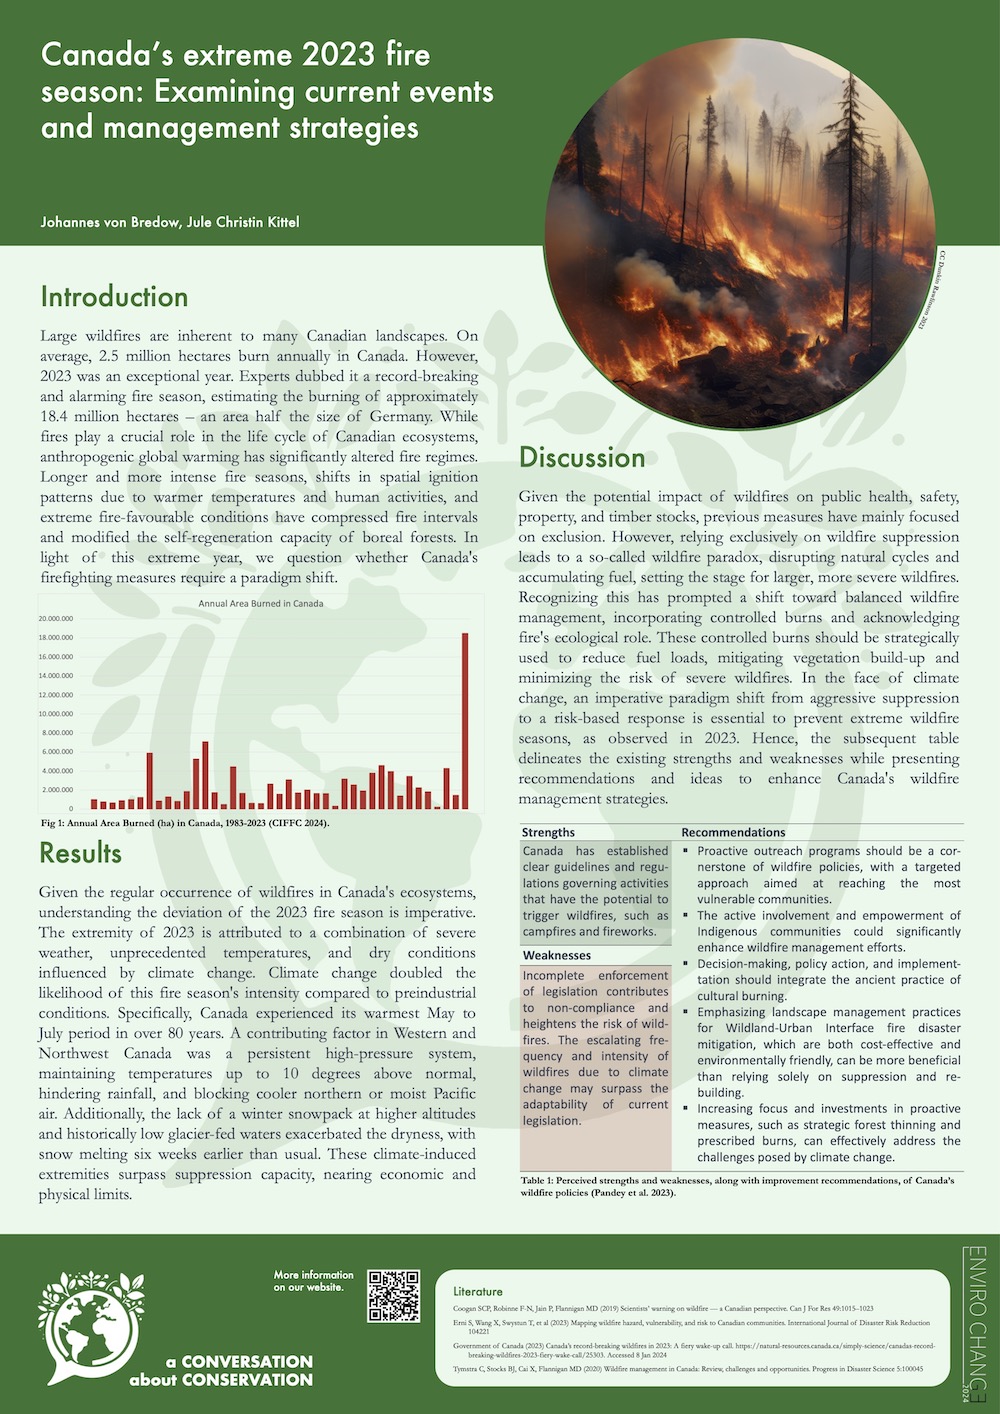 Canada’s extreme 2023 fire
season: Examining current events
and management strategies
Johannes von Bredow, Jule Christin Kittel
CC Dunkin Rawlinson 2023
Introduction
Large wildfires are inherent to many Canadian landscapes. On
average, 2.5 million hectares burn annually in Canada. However,
2023 was an exceptional year. Experts dubbed it a record-breaking
and alarming fire season, estimating the burning of approximately
18.4 million hectares – an area half the size of Germany. While
fires play a crucial role in the life cycle of Canadian ecosystems,
anthropogenic global warming has significantly altered fire regimes.
Longer and more intense fire seasons, shifts in spatial ignition
patterns due to warmer temperatures and human activities, and
extreme fire-favourable conditions have compressed fire intervals
and modified the self-regeneration capacity of boreal forests. In
light of this extreme year, we question whether Canada's
firefighting measures require a paradigm shift.
Annual Area Burned in Canada
20.000.000
18.000.000
16.000.000
14.000.000
12.000.000
10.000.000
8.000.000
6.000.000
4.000.000
2.000.000
0
Fig 1: Annual Area Burned (ha) in Canada, 1983-2023 (CIFFC 2024).
Results
Given the regular occurrence of wildfires in Canada's ecosystems,
understanding the deviation of the 2023 fire season is imperative.
The extremity of 2023 is attributed to a combination of severe
weather, unprecedented temperatures, and dry conditions
influenced by climate change. Climate change doubled the
likelihood of this fire season's intensity compared to preindustrial
conditions. Specifically, Canada experienced its warmest May to
July period in over 80 years. A contributing factor in Western and
Northwest Canada was a persistent high-pressure system,
maintaining temperatures up to 10 degrees above normal,
hindering rainfall, and blocking cooler northern or moist Pacific
air. Additionally, the lack of a winter snowpack at higher altitudes
and historically low glacier-fed waters exacerbated the dryness, with
snow melting six weeks earlier than usual. These climate-induced
extremities surpass suppression capacity, nearing economic and
physical limits.
Discussion
Given the potential impact of wildfires on public health, safety,
property, and timber stocks, previous measures have mainly focused
on exclusion. However, relying exclusively on wildfire suppression
leads to a so-called wildfire paradox, disrupting natural cycles and
accumulating fuel, setting the stage for larger, more severe wildfires.
Recognizing this has prompted a shift toward balanced wildfire
management, incorporating controlled burns and acknowledging
fire's ecological role. These controlled burns should be strategically
used to reduce fuel loads, mitigating vegetation build-up and
minimizing the risk of severe wildfires. In the face of climate
change, an imperative paradigm shift from aggressive suppression
to a risk-based response is essential to prevent extreme wildfire
seasons, as observed in 2023. Hence, the subsequent table
delineates the existing strengths and weaknesses while presenting
recommendations and ideas to enhance Canada's wildfire
management strategies.
Strengths
Canada has established
clear guidelines and regu-
lations governing activities
that have the potential to
trigger wildfires, such as
campfires and fireworks.
Weaknesses
Incomplete enforcement
of legislation contributes
to non-compliance and
heightens the risk of wild-
fires. The escalating fre-
quency and intensity of
wildfires due to climate
change may surpass the
adaptability of current
legislation.
Recommendations
▪ Proactive outreach programs should be a cor-
nerstone of wildfire policies, with a targeted
approach aimed at reaching the most
vulnerable communities.
▪ The active involvement and empowerment of
Indigenous communities could significantly
enhance wildfire management efforts.
▪ Decision-making, policy action, and implement-
tation should integrate the ancient practice of
cultural burning.
▪ Emphasizing landscape management practices
for Wildland-Urban Interface fire disaster
mitigation, which are both cost-effective and
environmentally friendly, can be more beneficial
than relying solely on suppression and re-
building.
▪ Increasing focus and investments in proactive
measures, such as strategic forest thinning and
prescribed burns, can effectively address the
challenges posed by climate change.
Table 1: Perceived strengths and weaknesses, along with improvement recommendations, of Canada’s
wildfire policies (Pandey et al. 2023).
a CONVERSATION
about CONSERVATION
More information
on our website.
Literature
Coogan SCP, Robinne F-N, Jain P, Flannigan MD (2019) Scientists’ warning on wildfire — a Canadian perspective. Can J For Res 49:1015–1023
Erni S, Wang X, Swystun T, et al (2023) Mapping wildfire hazard, vulnerability, and risk to Canadian communities. International Journal of Disaster Risk Reduction
104221
Government of Canada (2023) Canada’s record-breaking wildfires in 2023: A fiery wake-up call. https://natural-resources.canada.ca/simply-science/canadas-record-
breaking-wildfires-2023-fiery-wake-call/25303. Accessed 8 Jan 2024
Tymstra C, Stocks BJ, Cai X, Flannigan MD (2020) Wildfire management in Canada: Review, challenges and opportunities. Progress in Disaster Science 5:100045
ENVIRO CHANGE
2024